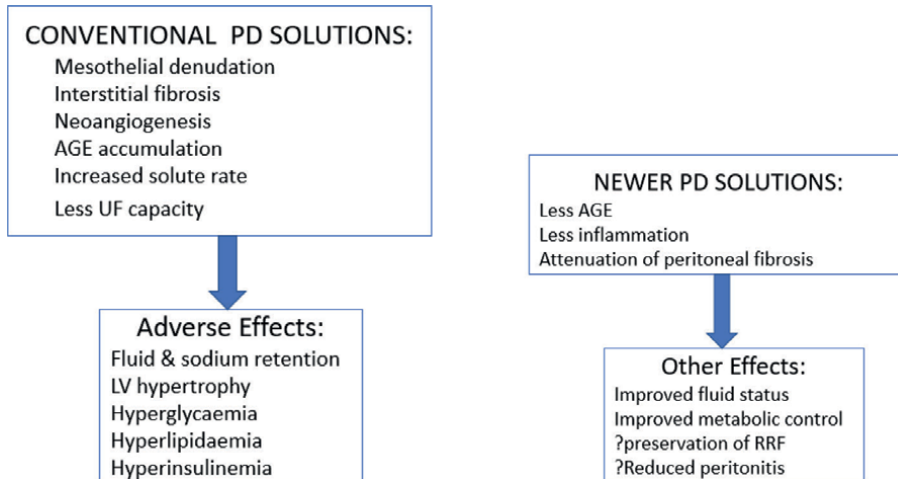 CONVENTIONAL PD SOLUTIONS:
Mesothelial denudation
Interstitial fibrosis
Neoangiogenesis
AGE accumulation
Increased solute rate
Less UF capacity
Adverse Effects:
Fluid & sodium retention
LV hypertrophy
Hyperglycaemia
Hyperlipidaemia
Hyperinsulinemia
NEWER PD SOLUTIONS:
Less AGE
Less inflammation
Attenuation of peritoneal fibrosis
Other Effects:
Improved fluid status
Improved metabolic control
?preservation of RRF
?Reduced peritonitis